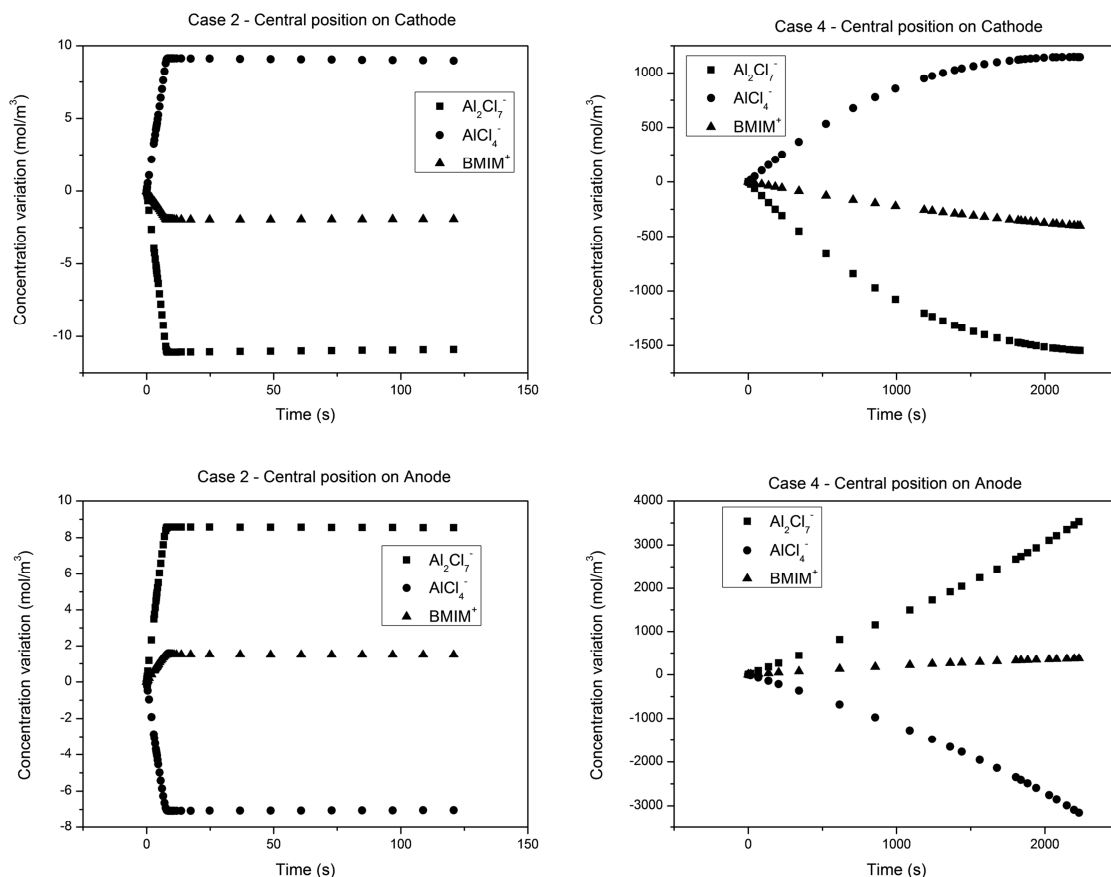 Case 2 - Central position on Cathode
Concentration variation (mol/m³)
10
5
0
-5
-10
0
50
100
150
Time (s)
Al₂Cl₇⁻
AlCl₄⁻
BMIM⁺
Case 4 - Central position on Cathode
Concentration variation (mol/m³)
1000
500
0
-500
-1000
-1500
0
1000
2000
Time (s)
Al₂Cl₇⁻
AlCl₄⁻
BMIM⁺
Case 2 - Central position on Anode
Concentration variation (mol/m³)
10
8
6
4
2
0
-2
-4
-6
-8
0
50
100
150
Time (s)
Al₂Cl₇⁻
AlCl₄⁻
BMIM⁺
Case 4 - Central position on Anode
Concentration variation (mol/m³)
4000
3000
2000
1000
0
-1000
-2000
-3000
0
1000
2000
Time (s)
Al₂Cl₇⁻
AlCl₄⁻
BMIM⁺